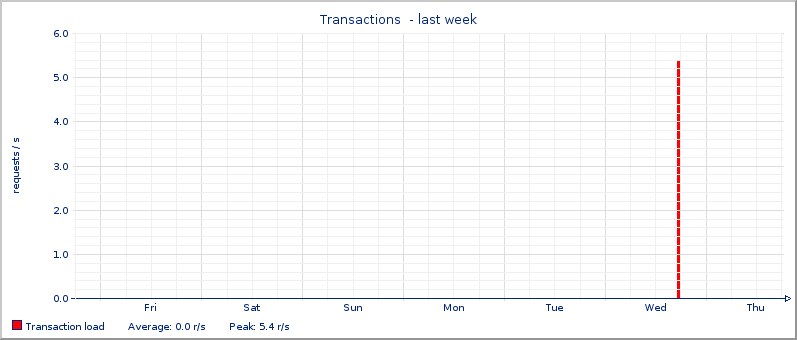 Transactions - last week
requests / s
6.0
5.0
4.0
3.0
2.0
1.0
0.0
Fri Sat Sun Mon Tue Wed Thu
Transaction load Average: 0.0 r/s Peak: 5.4 r/s